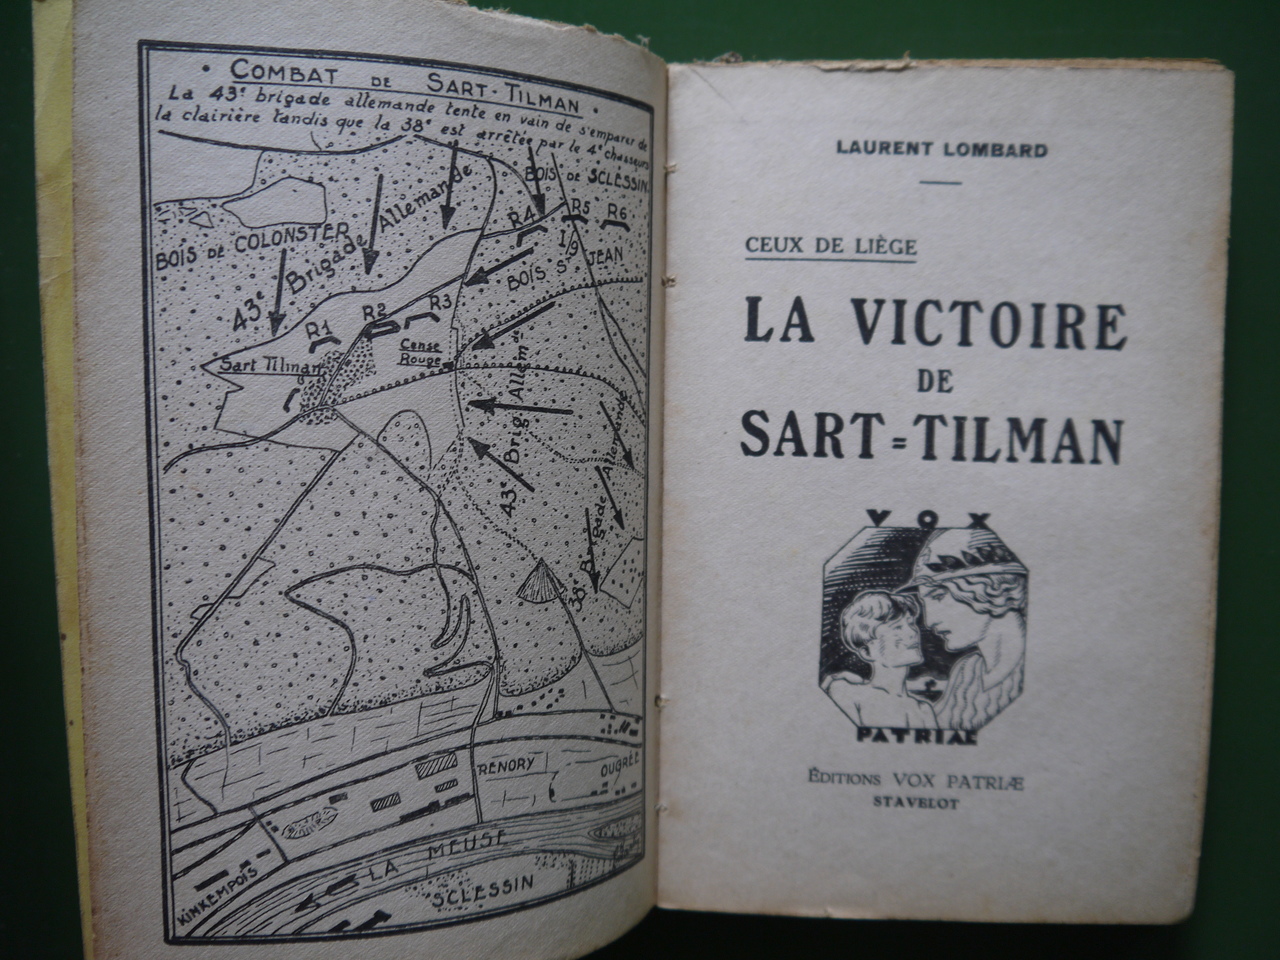 • COMBAT DE SART-TILMAN •
La 43e brigade allemande tente en vain de s'emparer de
la clairière tandis que la 38e est arrêtée par le 4e chasseurs
BOIS DE SCLESSIN
BOIS DE COLONSTER
43e Brigade Allemande
R4
R5
R6
I/9
BOIS St JEAN
R1
R2
R3
Sart Tilman
Cense
Rouge
43e Brigade Allemde
38e Brigade Allemande
RENORY
OUGRÉE
LA MEUSE
KINKEMPOIS
SCLESSIN
LAURENT LOMBARD
CEUX DE LIÈGE
LA VICTOIRE
DE
SART=TILMAN
VOX
PATRIAE
ÉDITIONS VOX PATRIÆ
STAVELOT